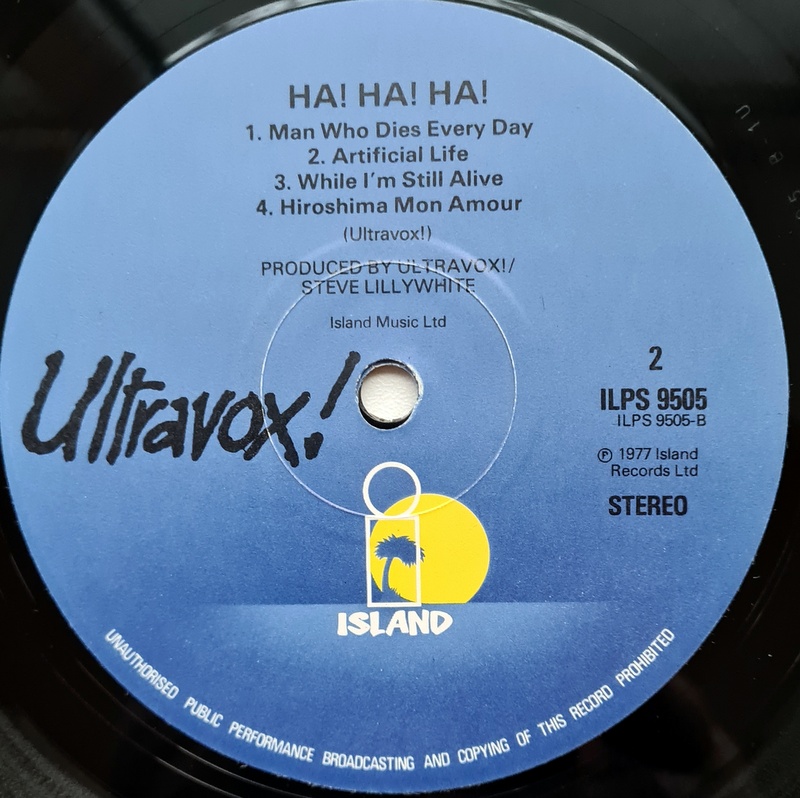 HA! HA! HA!
1. Man Who Dies Every Day
2. Artificial Life
3. While I'm Still Alive
4. Hiroshima Mon Amour
(Ultravox!)
PRODUCED BY ULTRAVOX!/
STEVE LILLYWHITE
Island Music Ltd
Ultravox!
2
ILPS 9505
ILPS 9505-B
℗ 1977 Island
Records Ltd
STEREO
ISLAND
UNAUTHORISED PUBLIC PERFORMANCE BROADCASTING AND COPYING OF THIS RECORD PROHIBITED